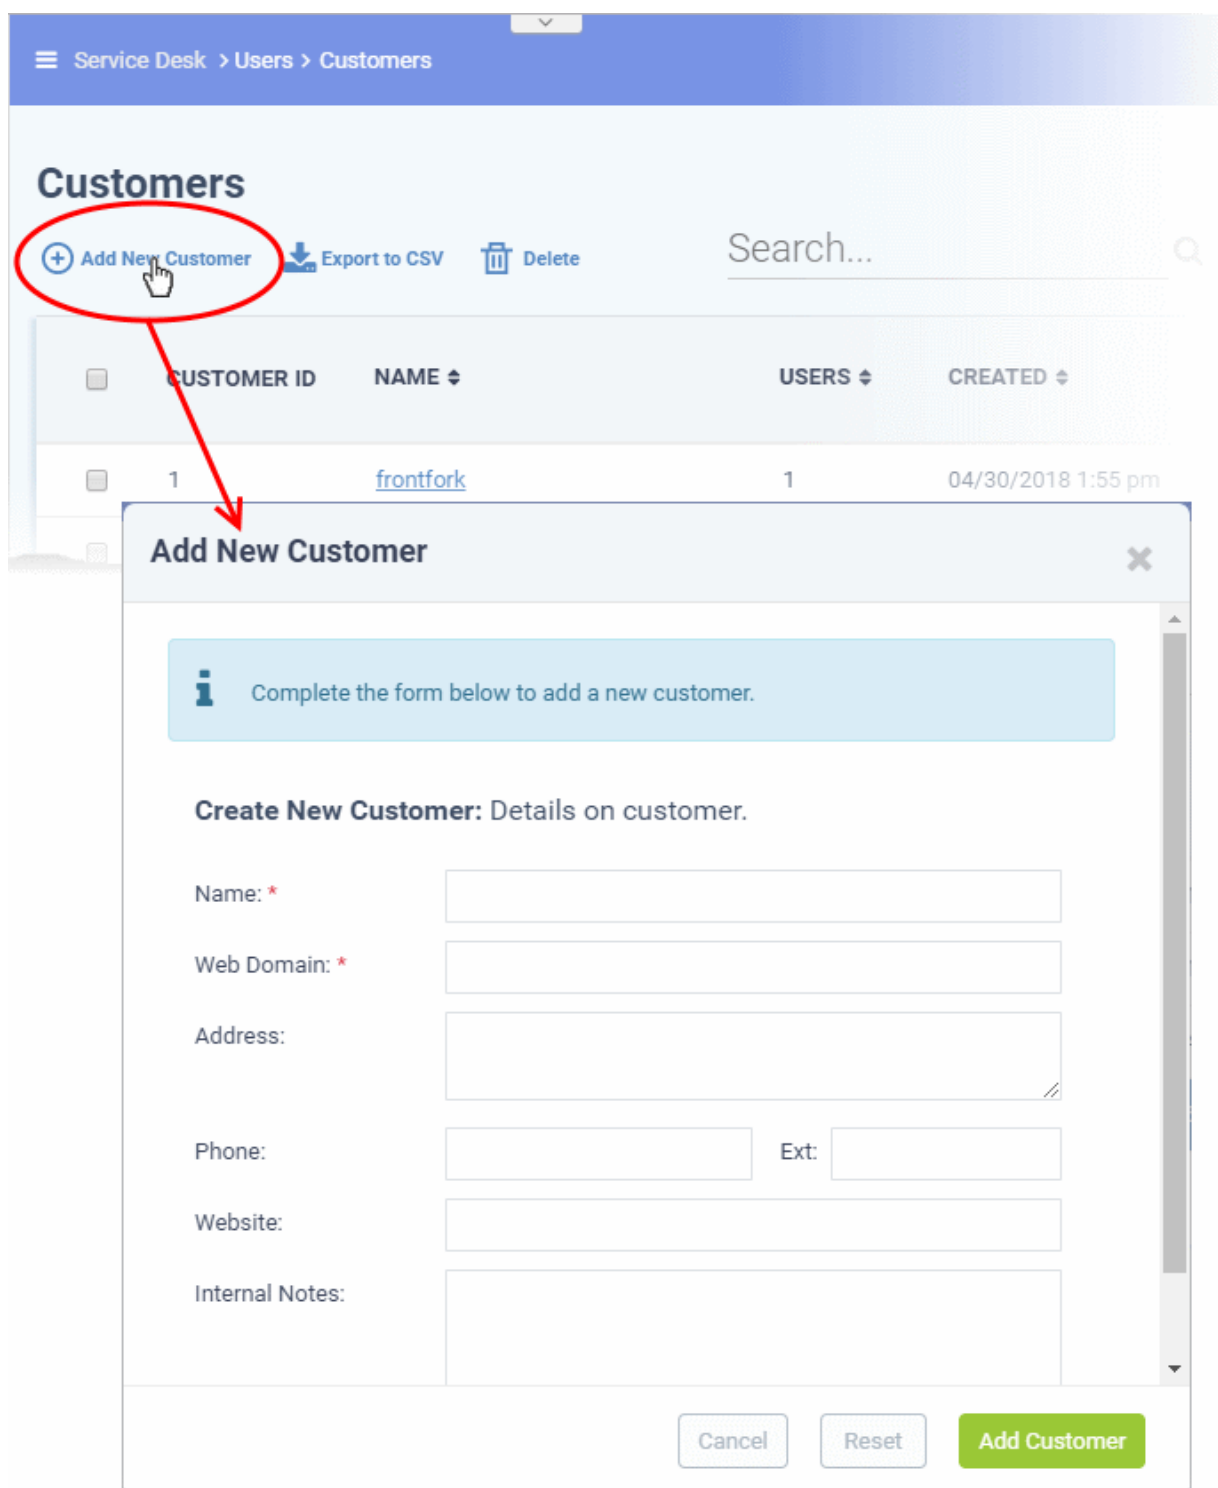 Service Desk > Users > Customers
Customers
Add New Customer Export to CSV Delete Search...
CUSTOMER ID NAME USERS CREATED
1 frontfork 1 04/30/2018 1:55 pm
Add New Customer
Complete the form below to add a new customer.
Create New Customer: Details on customer.
Name: *
Web Domain: *
Address:
Phone: Ext:
Website:
Internal Notes:
Cancel Reset Add Customer